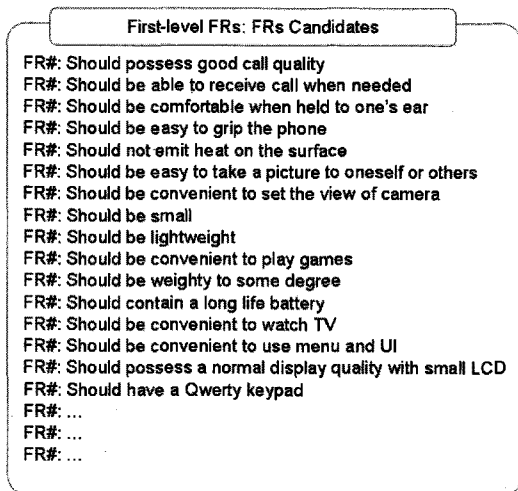 First-level FRs: FRs Candidates
FR#: Should possess good call quality
FR#: Should be able to receive call when needed
FR#: Should be comfortable when held to one's ear
FR#: Should be easy to grip the phone
FR#: Should not emit heat on the surface
FR#: Should be easy to take a picture to oneself or others
FR#: Should be convenient to set the view of camera
FR#: Should be small
FR#: Should be lightweight
FR#: Should be convenient to play games
FR#: Should be weighty to some degree
FR#: Should contain a long life battery
FR#: Should be convenient to watch TV
FR#: Should be convenient to use menu and UI
FR#: Should possess a normal display quality with small LCD
FR#: Should have a Qwerty keypad
FR#: ...
FR#: ...
FR#: ...